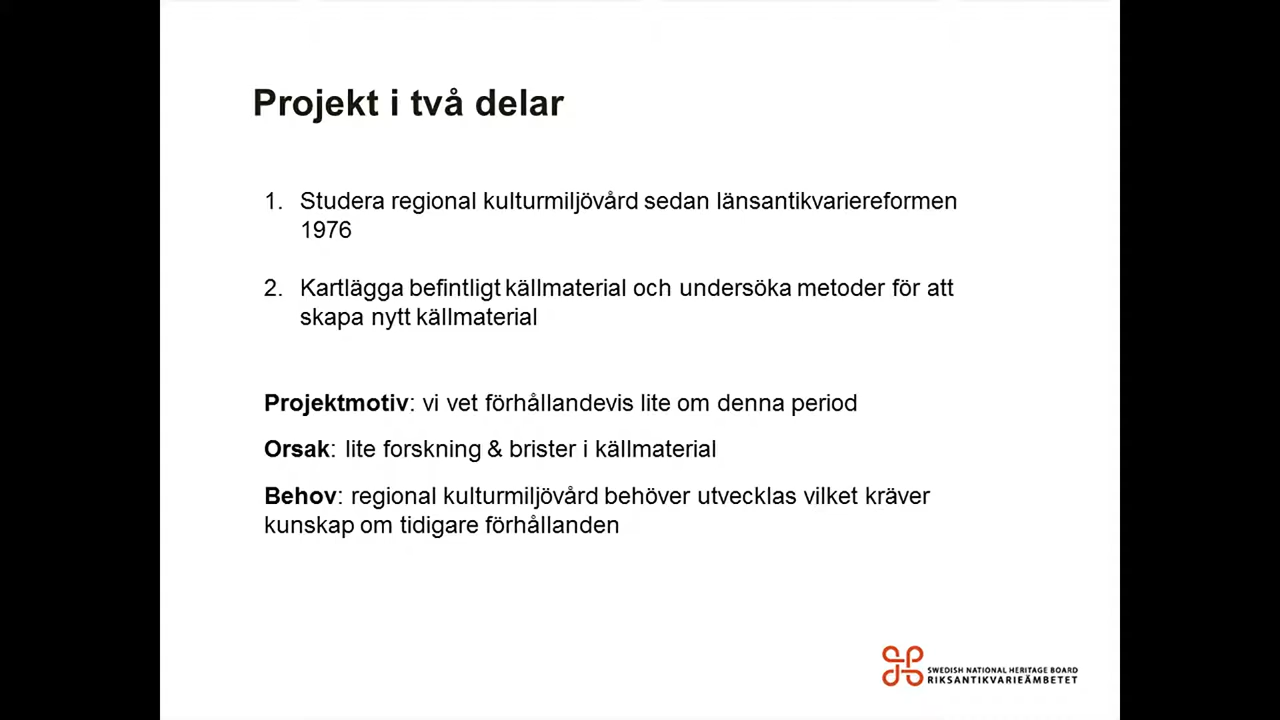 Projekt i två delar
1. Studera regional kulturmiljövård sedan länsantikvariereformen
1976
2. Kartlägga befintligt källmaterial och undersöka metoder för att
skapa nytt källmaterial
Projektmotiv: vi vet förhållandevis lite om denna period
Orsak: lite forskning & brister i källmaterial
Behov: regional kulturmiljövård behöver utvecklas vilket kräver
kunskap om tidigare förhållanden
SWEDISH NATIONAL HERITAGE BOARD
RIKSANTIKVARIEÄMBETET